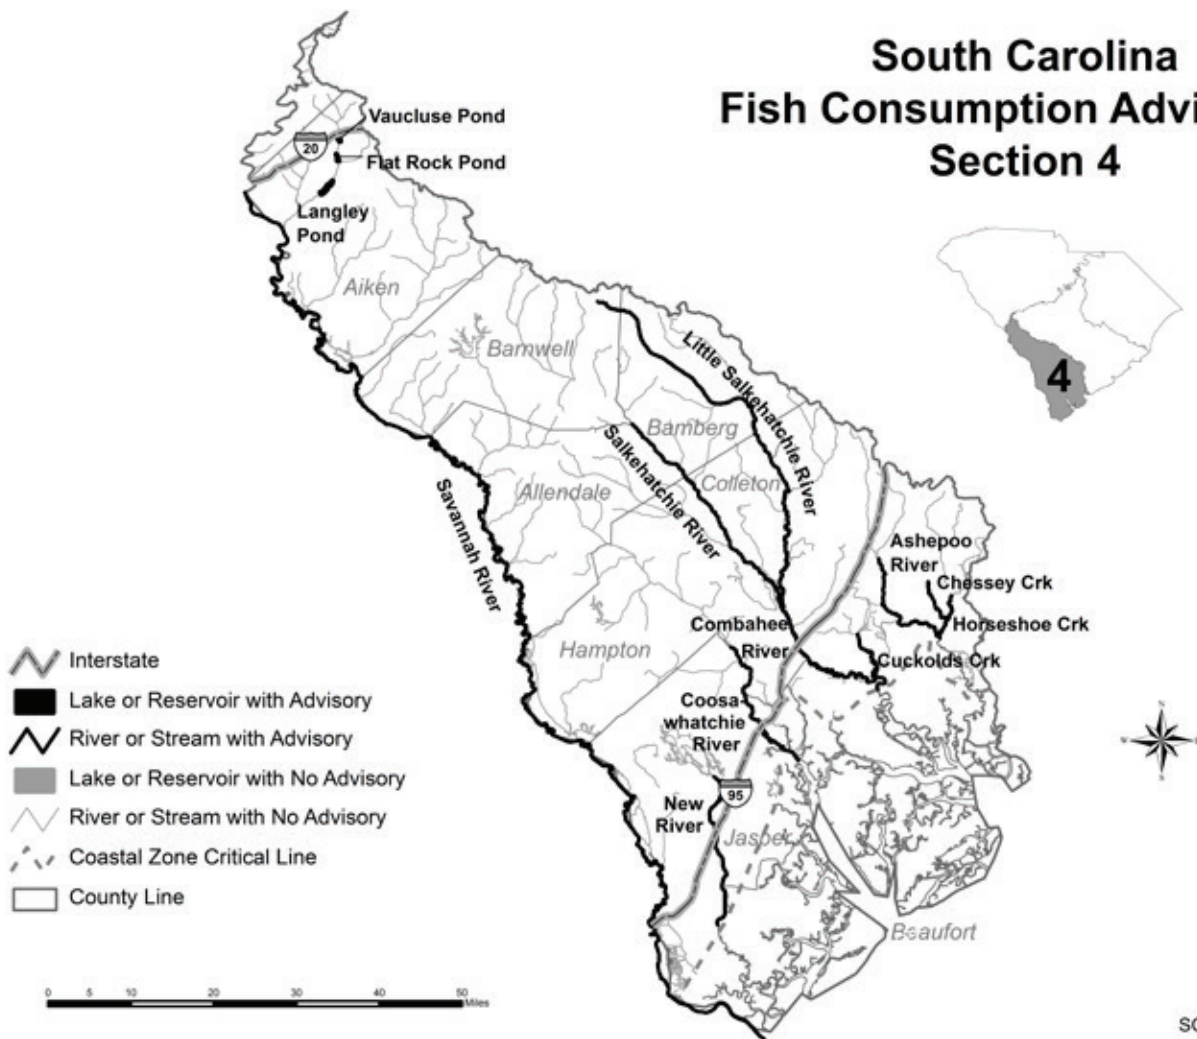 South Carolina
Fish Consumption Advi
Section 4
Vaucluse Pond
20
Flat Rock Pond
Langley
Pond
Aiken
Barnwell
Little Salkehatchie River
4
Bamberg
Salkehatchie River
Colleton
Allendale
Savannah River
Ashepoo
River
Chessey Crk
Horseshoe Crk
Combahee
River
Hampton
Cuckolds Crk
Coosa-
whatchie
River
95
New
River
Jasper
Beaufort
Interstate
Lake or Reservoir with Advisory
River or Stream with Advisory
Lake or Reservoir with No Advisory
River or Stream with No Advisory
Coastal Zone Critical Line
County Line
N
W
S
0 5 10 20 30 40 50 Miles
SC